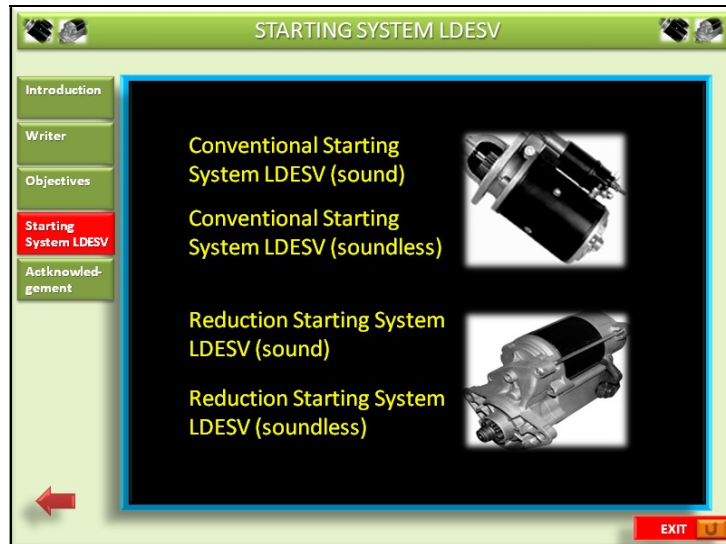 STARTING SYSTEM LDESV
Introduction
Writer
Objectives
Starting
System LDESV
Acktknowled-
gement
Conventional Starting
System LDESV (sound)
Conventional Starting
System LDESV (soundless)
Reduction Starting System
LDESV (sound)
Reduction Starting System
LDESV (soundless)
EXIT